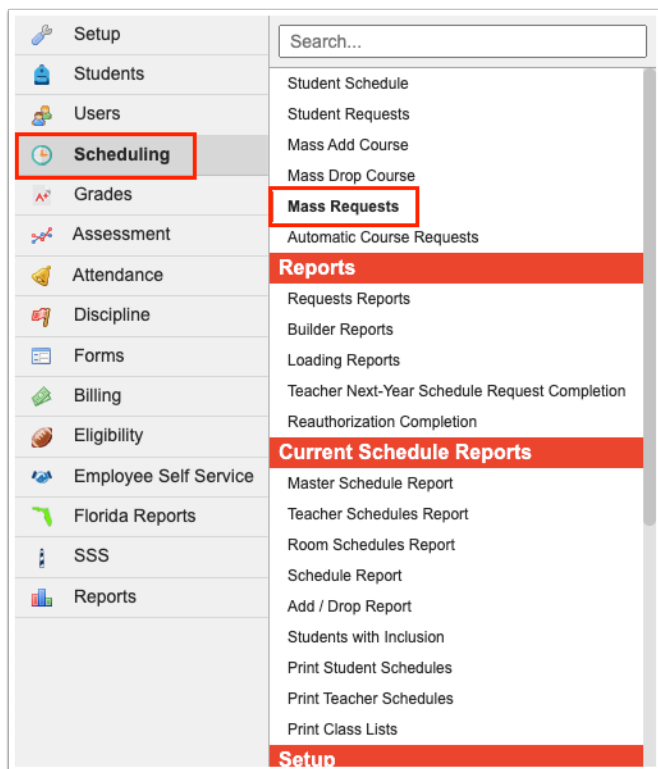 Setup
Students
Users
Scheduling
Grades
Assessment
Attendance
Discipline
Forms
Billing
Eligibility
Employee Self Service
Florida Reports
SSS
Reports
Search...
Student Schedule
Student Requests
Mass Add Course
Mass Drop Course
Mass Requests
Automatic Course Requests
Reports
Requests Reports
Builder Reports
Loading Reports
Teacher Next-Year Schedule Request Completion
Reauthorization Completion
Current Schedule Reports
Master Schedule Report
Teacher Schedules Report
Room Schedules Report
Schedule Report
Add / Drop Report
Students with Inclusion
Print Student Schedules
Print Teacher Schedules
Print Class Lists
Setup